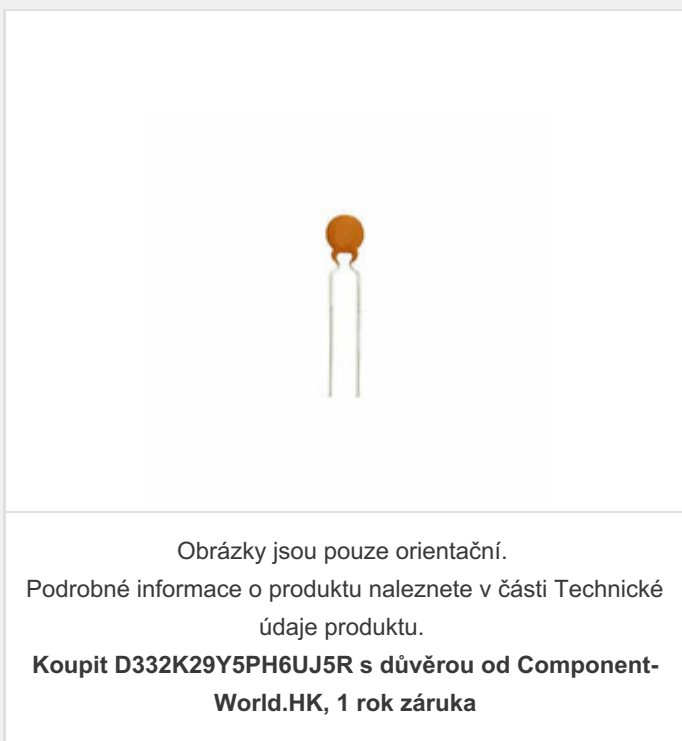 Obrázky jsou pouze orientační.
Podrobné informace o produktu naleznete v části Technické
údaje produktu.
Koupit D332K29Y5PH6UJ5R s důvěrou od Component-
World.HK, 1 rok záruka